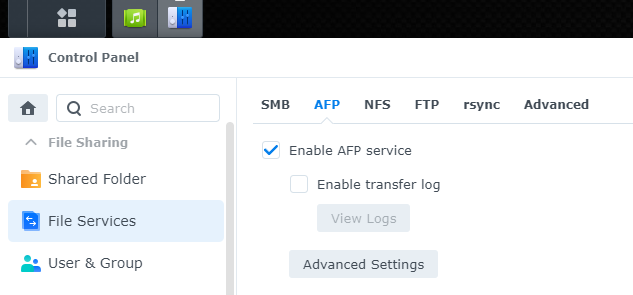 Control Panel
Search
File Sharing
Shared Folder
File Services
User & Group
SMB AFP NFS FTP rsync Advanced
Enable AFP service
Enable transfer log
View Logs
Advanced Settings